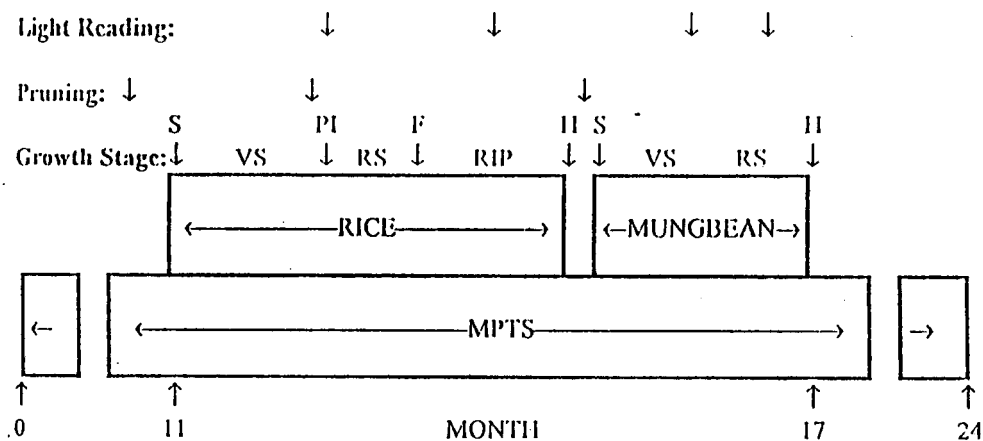 Light Reading: ↓ ↓ ↓ ↓
Pruning: ↓ ↓ ↓
S PI F H S H
Growth Stage: ↓ VS ↓ RS ↓ RIP ↓ ↓ VS RS ↓
←RICE→ ←MUNGBEAN→
← ←MPTS→ →
↑ ↑ ↑ ↑
0 11 MONTH 17 24